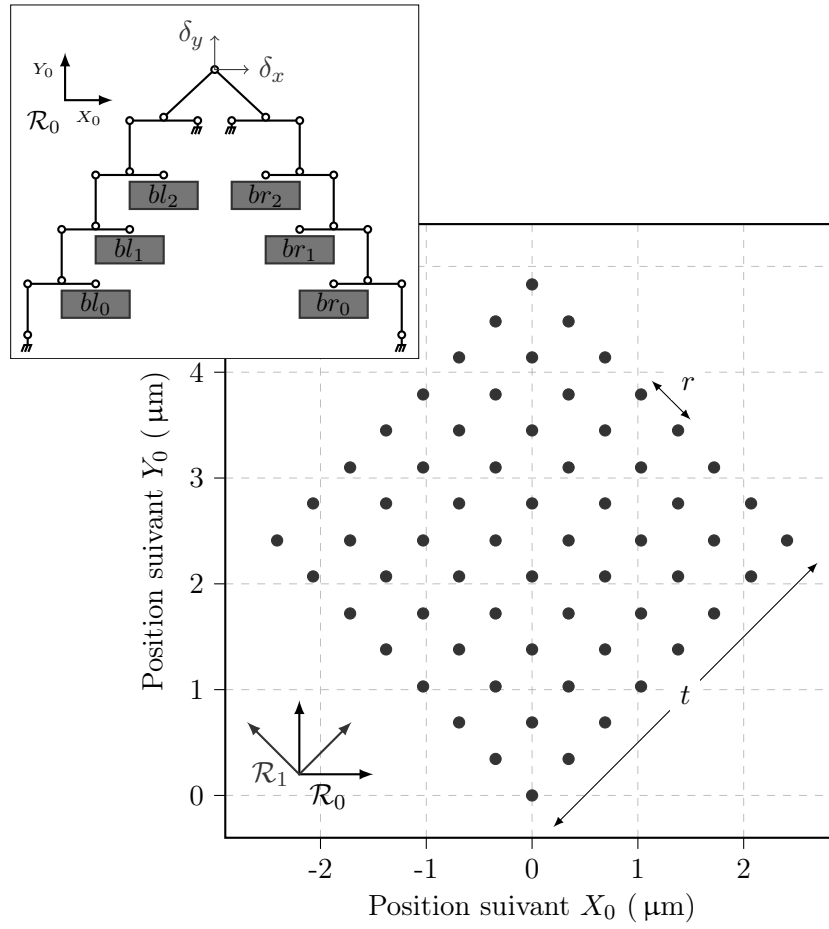 δy
δx
Y0
X0
R0
bl2 br2
bl1 br1
bl0 br0
r
t
R1
R0
4
3
2
1
0
-2 -1 0 1 2
Position suivant Y0 ( µm)
Position suivant X0 ( µm)